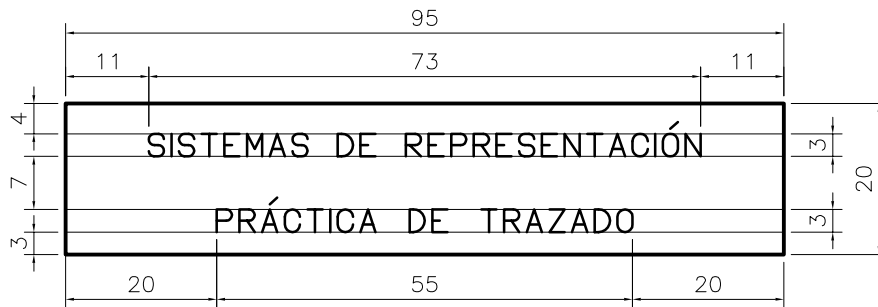 95
11 73 11
4
SISTEMAS DE REPRESENTACIÓN
3
7
20
PRÁCTICA DE TRAZADO
3
3
20 55 20